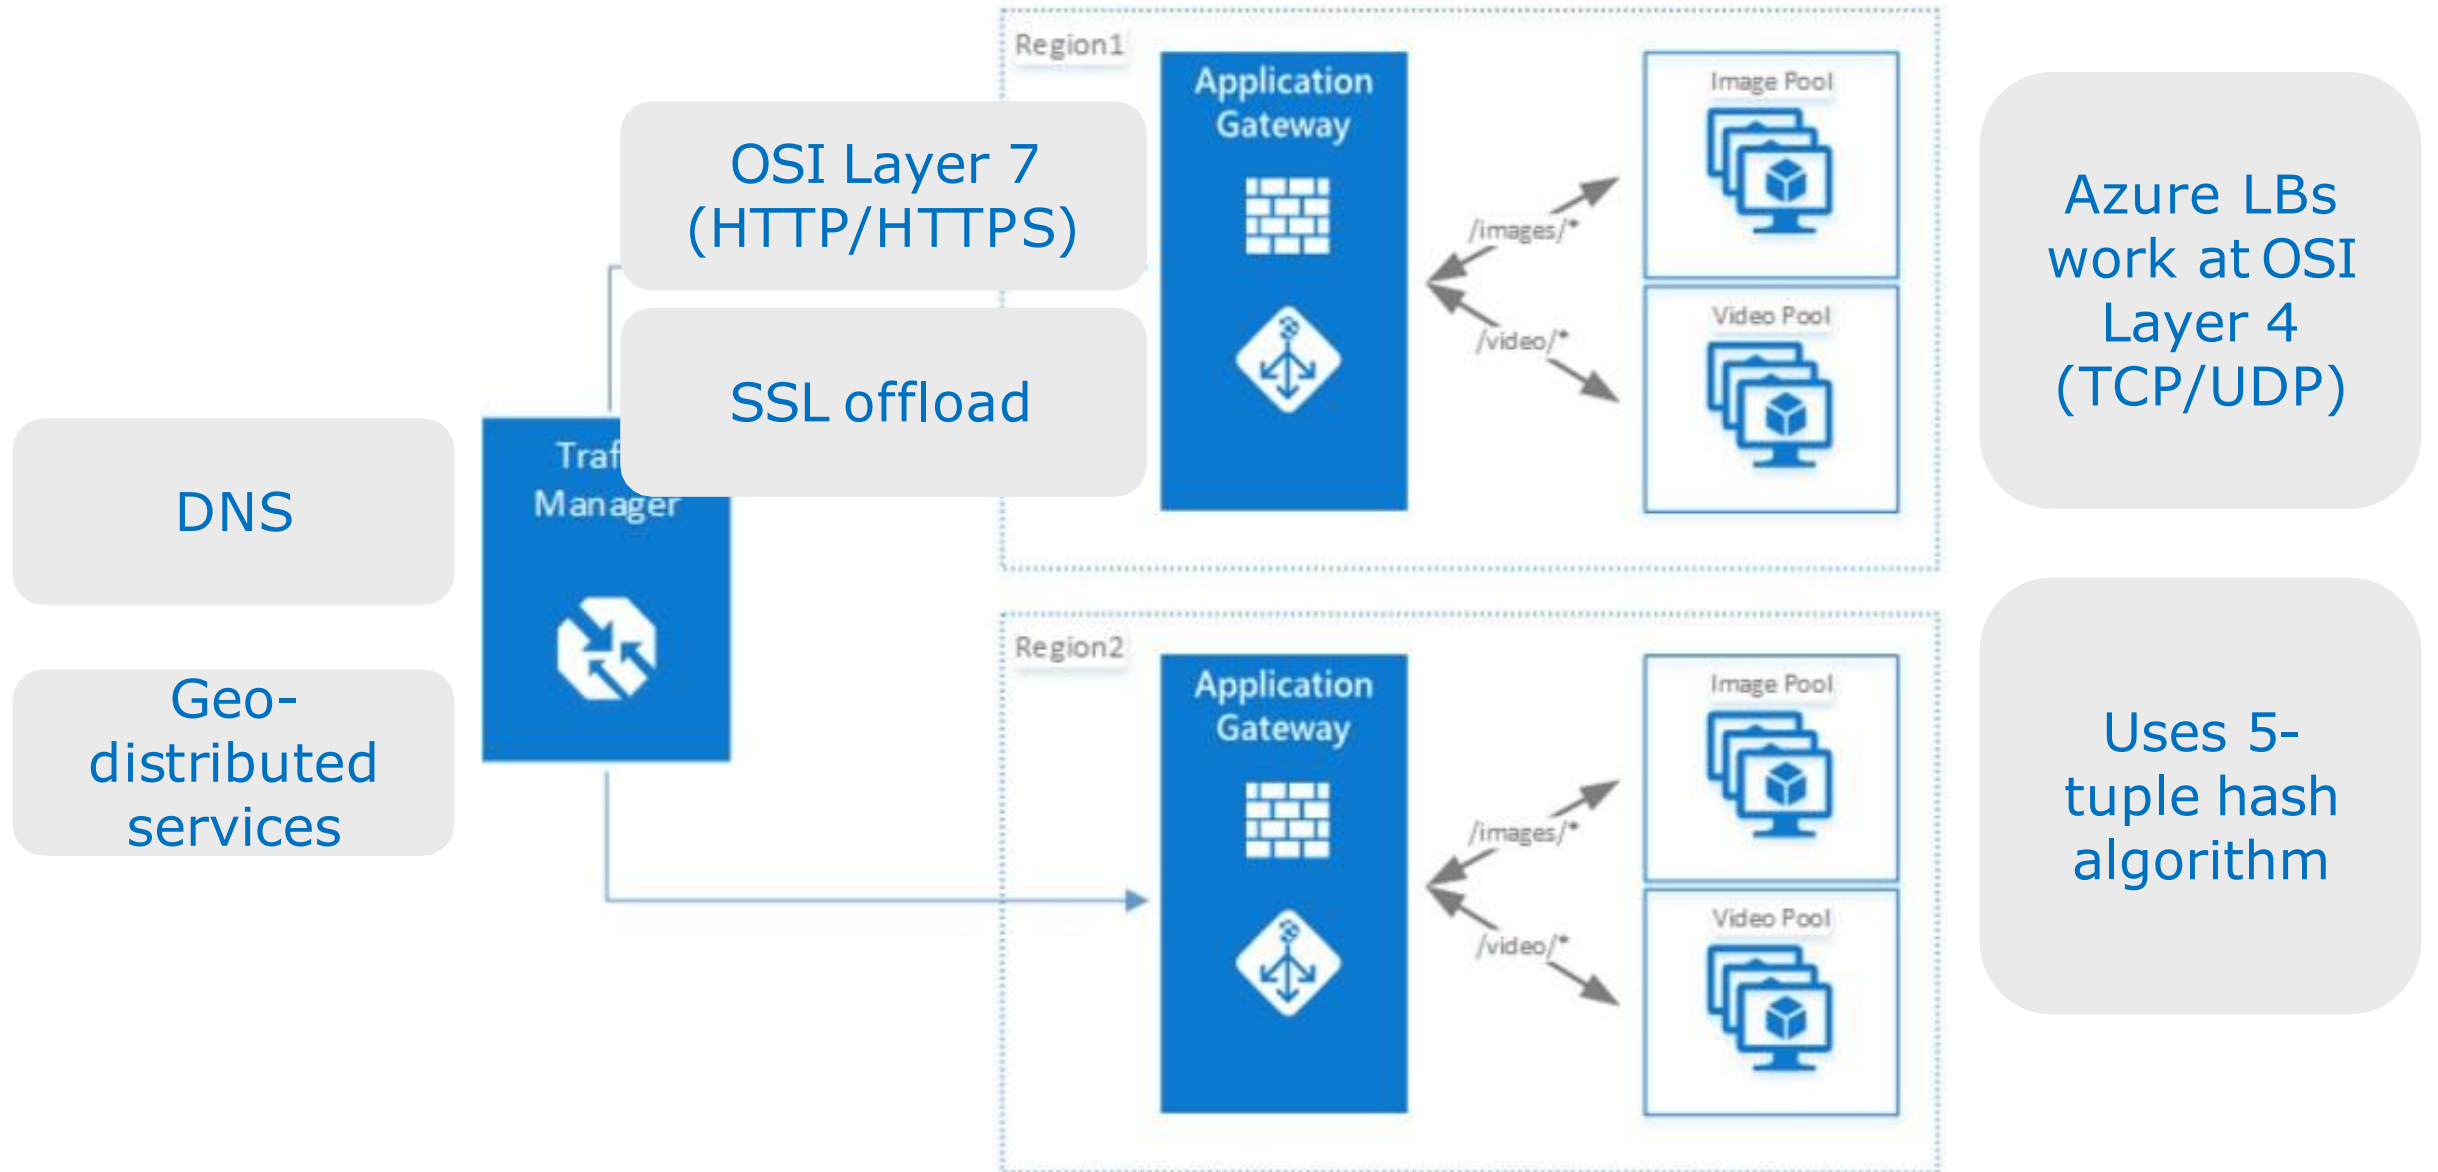 DNS
Geo-
distributed
services
Manager
OSI Layer 7
(HTTP/HTTPS)
SSL offload
Region1
Application
Gateway
/images/*
/video/*
Image Pool
Video Pool
Region2
Application
Gateway
/images/*
/video/*
Image Pool
Video Pool
Azure LBs
work at OSI
Layer 4
(TCP/UDP)
Uses 5-
tuple hash
algorithm